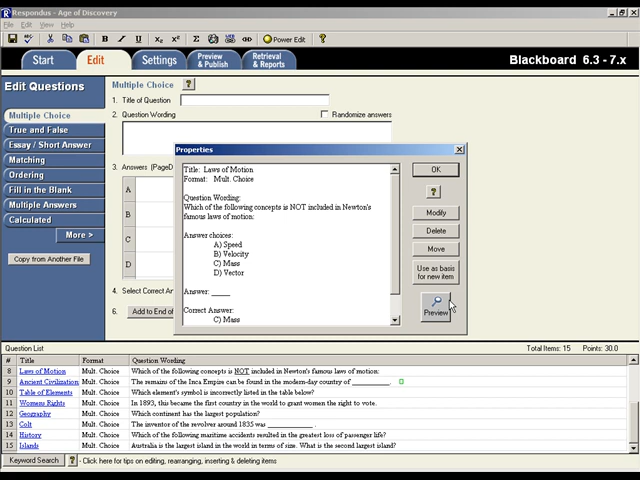 Respondus - Age of Discovery
File Edit View Help
B I U x₂ x² Σ Power Edit ?
Start Edit Settings Preview & Publish Retrieval & Reports Blackboard 6.3 - 7.x
Edit Questions
Multiple Choice
True and False
Essay / Short Answer
Matching
Ordering
Fill in the Blank
Multiple Answers
Calculated
More >
Copy from Another File
Multiple Choice ?
1. Title of Question
2. Question Wording Randomize answers
3. Answers (PageD
A
B
C
D
4. Select Correct An
6. Add to End of
Properties
Title: Laws of Motion
Format: Mult. Choice
Question Wording:
Which of the following concepts is NOT included in Newton's
famous laws of motion:
Answer choices:
A) Speed
B) Velocity
C) Mass
D) Vector
Answer: _____
Correct Answer:
C) Mass
OK
?
Modify
Delete
Move
Use as basis
for new item
Preview
Question List Total Items: 15 Points: 30.0
# Title Format Question Wording
8 Laws of Motion Mult. Choice Which of the following concepts is NOT included in Newton's famous laws of motion:
9 Ancient Civilization Mult. Choice The remains of the Inca Empire can be found in the modern-day country of __________.
10 Table of Elements Mult. Choice Which element's symbol is incorrectly listed in the table below?
11 Womens Rights Mult. Choice In 1893, this became the first country in the world to grant women the right to vote.
12 Geography Mult. Choice Which continent has the largest population?
13 Colt Mult. Choice The inventor of the revolver around 1835 was ____________ .
14 History Mult. Choice Which of the following maritime accidents resulted in the greatest loss of passenger life?
15 Islands Mult. Choice Australia is the largest island in the world in terms of size. What is the second largest island?
Keyword Search ? - Click here for tips on editing, rearranging, inserting & deleting items